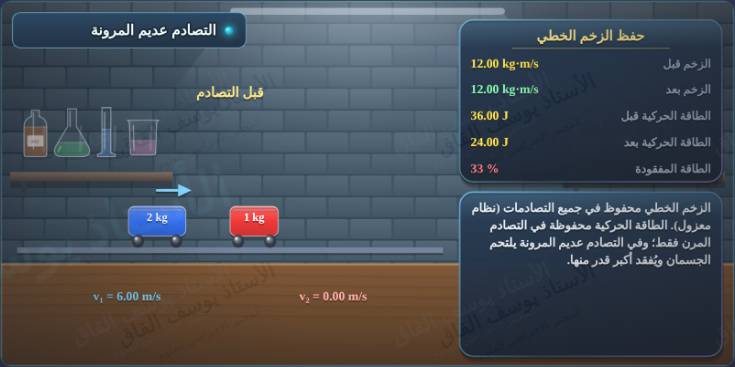 التصادم عديم المرونة
حفظ الزخم الخطي
الزخم قبل 12.00 kg·m/s
الزخم بعد 12.00 kg·m/s
الطاقة الحركية قبل 36.00 J
الطاقة الحركية بعد 24.00 J
الطاقة المفقودة 33 %
قبل التصادم
2 kg
1 kg
v₁ = 6.00 m/s
v₂ = 0.00 m/s
الزخم الخطي محفوظ في جميع التصادمات (نظام
معزول). الطاقة الحركية محفوظة في التصادم
المرن فقط؛ وفي التصادم عديم المرونة يلتحم
الجسمان ويُفقد أكبر قدر منها.
الأستاذ يوسف القاق